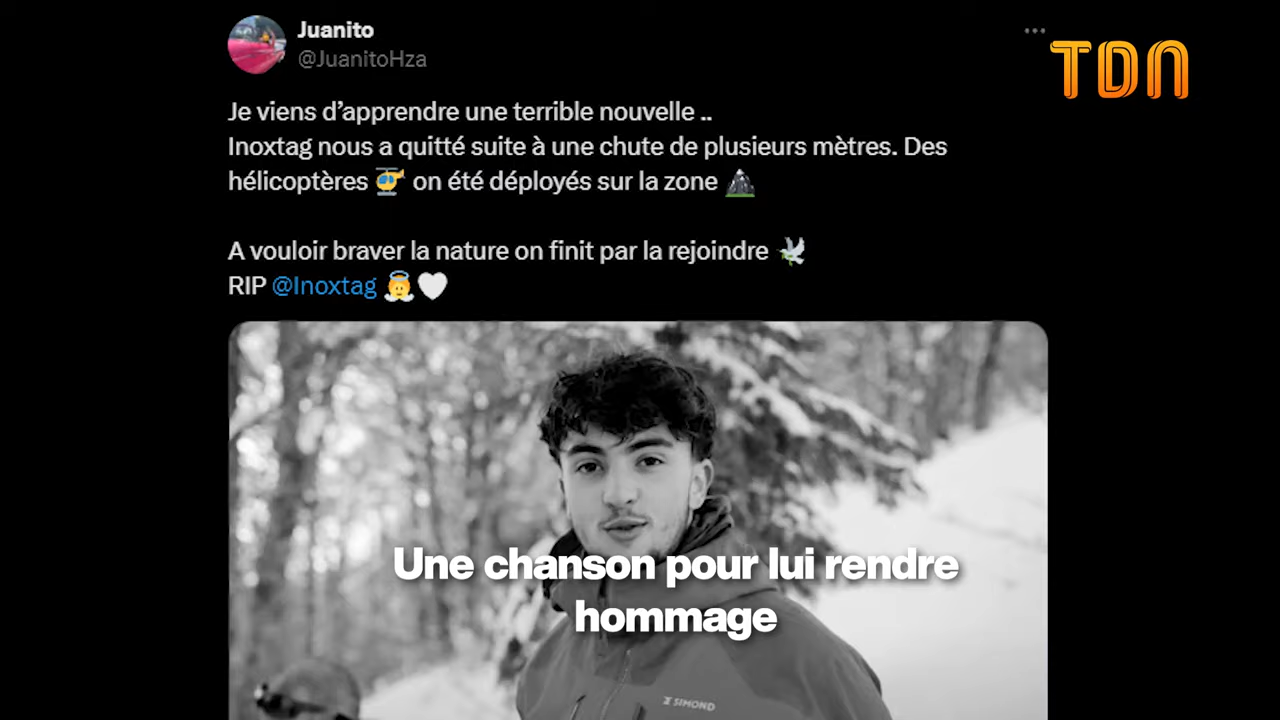 Juanito
@JuanitoHza
TDN
Je viens d’apprendre une terrible nouvelle ..
Inoxtag nous a quitté suite à une chute de plusieurs mètres. Des
hélicoptères 🚁 on été déployés sur la zone ⛰️
A vouloir braver la nature on finit par la rejoindre 🕊️
RIP @Inoxtag 👼🤍
Une chanson pour lui rendre
hommage
SIMOND